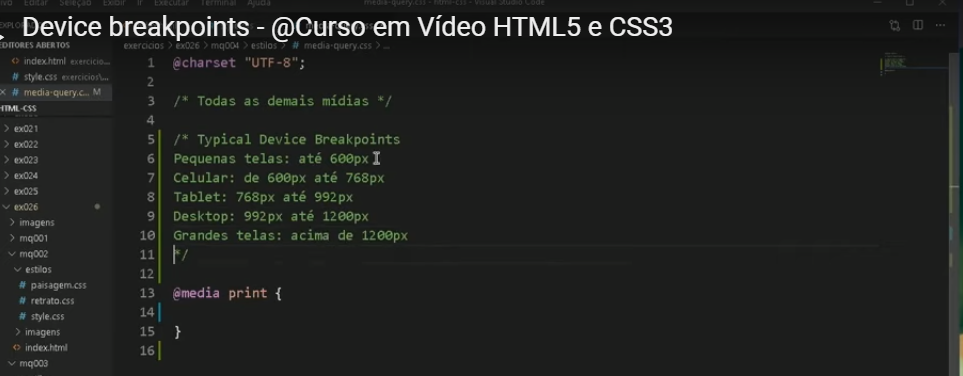 Device breakpoints - @Curso em Vídeo HTML5 e CSS3
EDITORES ABERTOS
index.html exercício...
style.css exercícios\...
media-query.c... M
HTML-CSS
ex021
ex022
ex023
ex024
ex025
ex026
imagens
mq001
mq002
estilos
paisagem.css
retrato.css
style.css
imagens
index.html
mq003
exercícios > ex026 > mq004 > estilos > # media-query.css > ...
1 @charset "UTF-8";
2
3 /* Todas as demais mídias */
4
5 /* Typical Device Breakpoints
6 Pequenas telas: até 600px
7 Celular: de 600px até 768px
8 Tablet: 768px até 992px
9 Desktop: 992px até 1200px
10 Grandes telas: acima de 1200px
11 */
12
13 @media print {
14
15 }
16